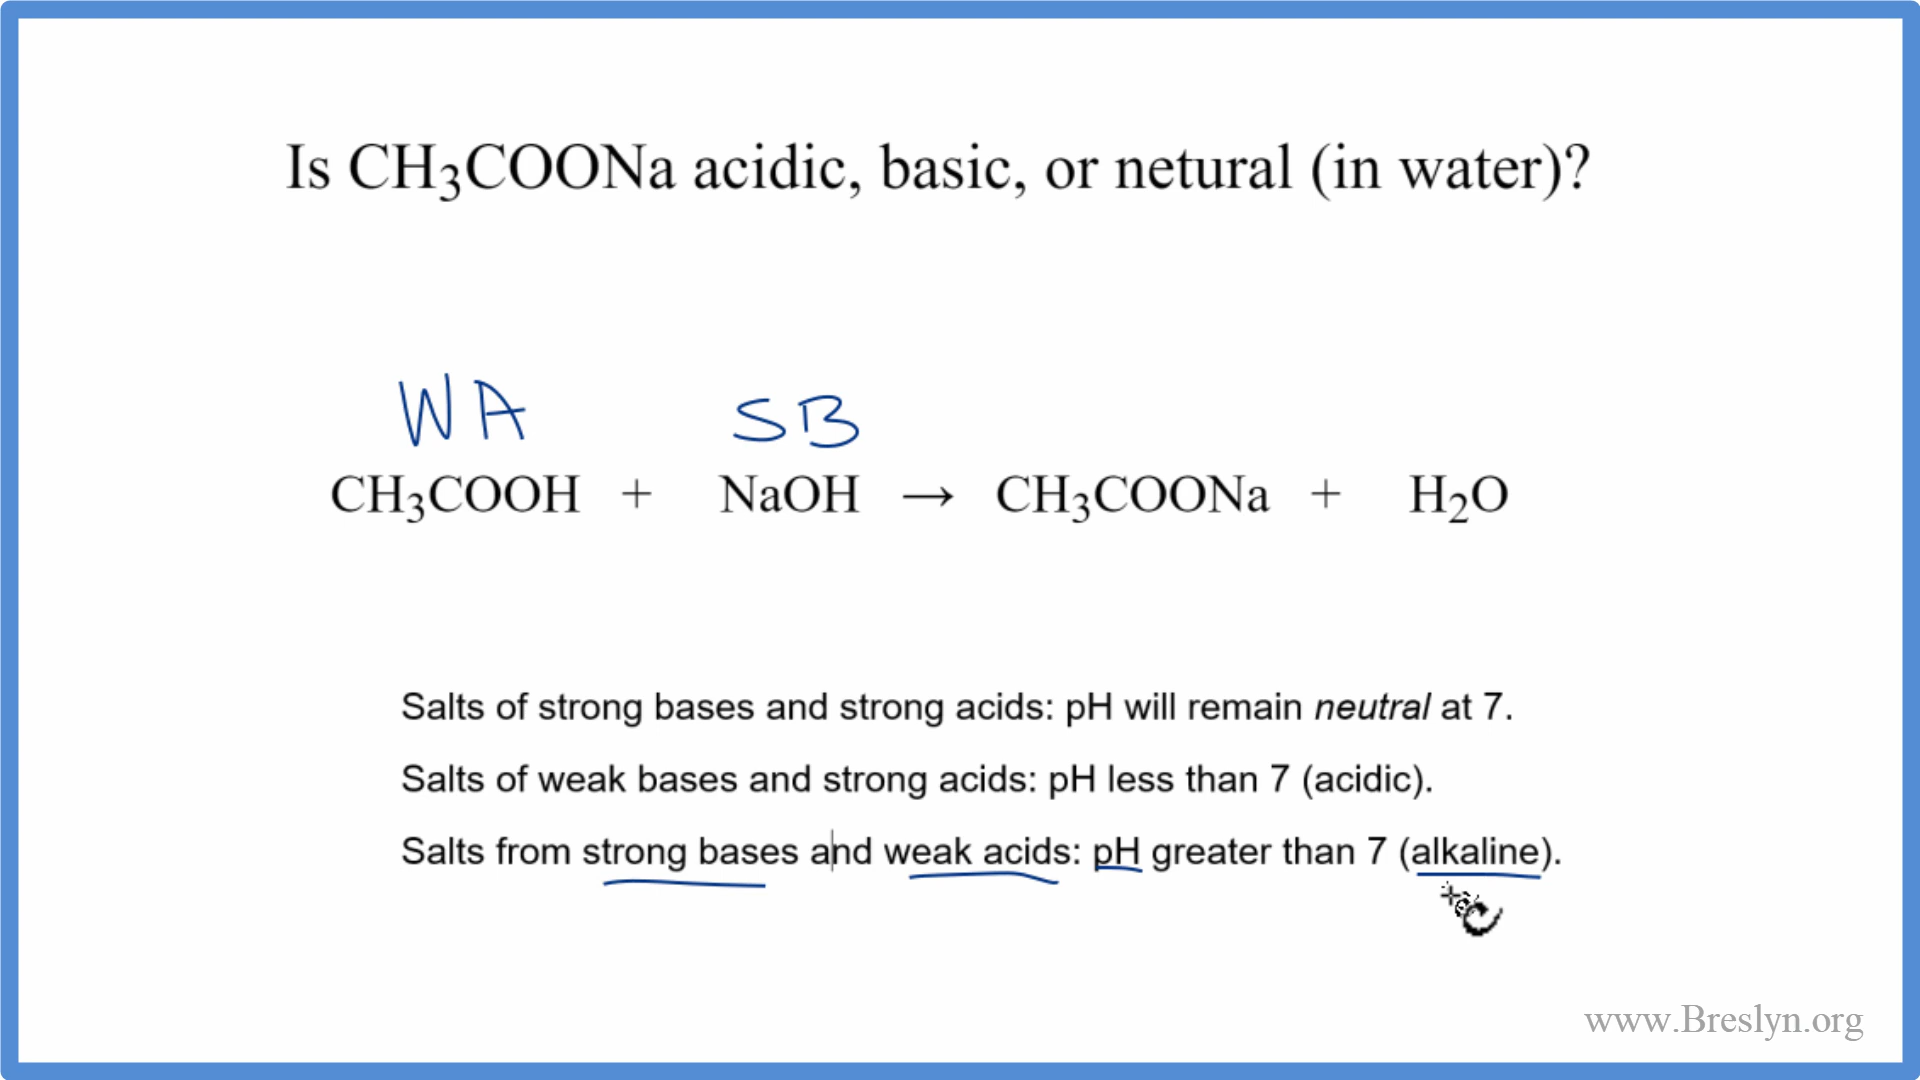 Is CH₃COONa acidic, basic, or netural (in water)?
WA SB
CH₃COOH + NaOH → CH₃COONa + H₂O
Salts of strong bases and strong acids: pH will remain neutral at 7.
Salts of weak bases and strong acids: pH less than 7 (acidic).
Salts from strong bases and weak acids: pH greater than 7 (alkaline).
www.Breslyn.org